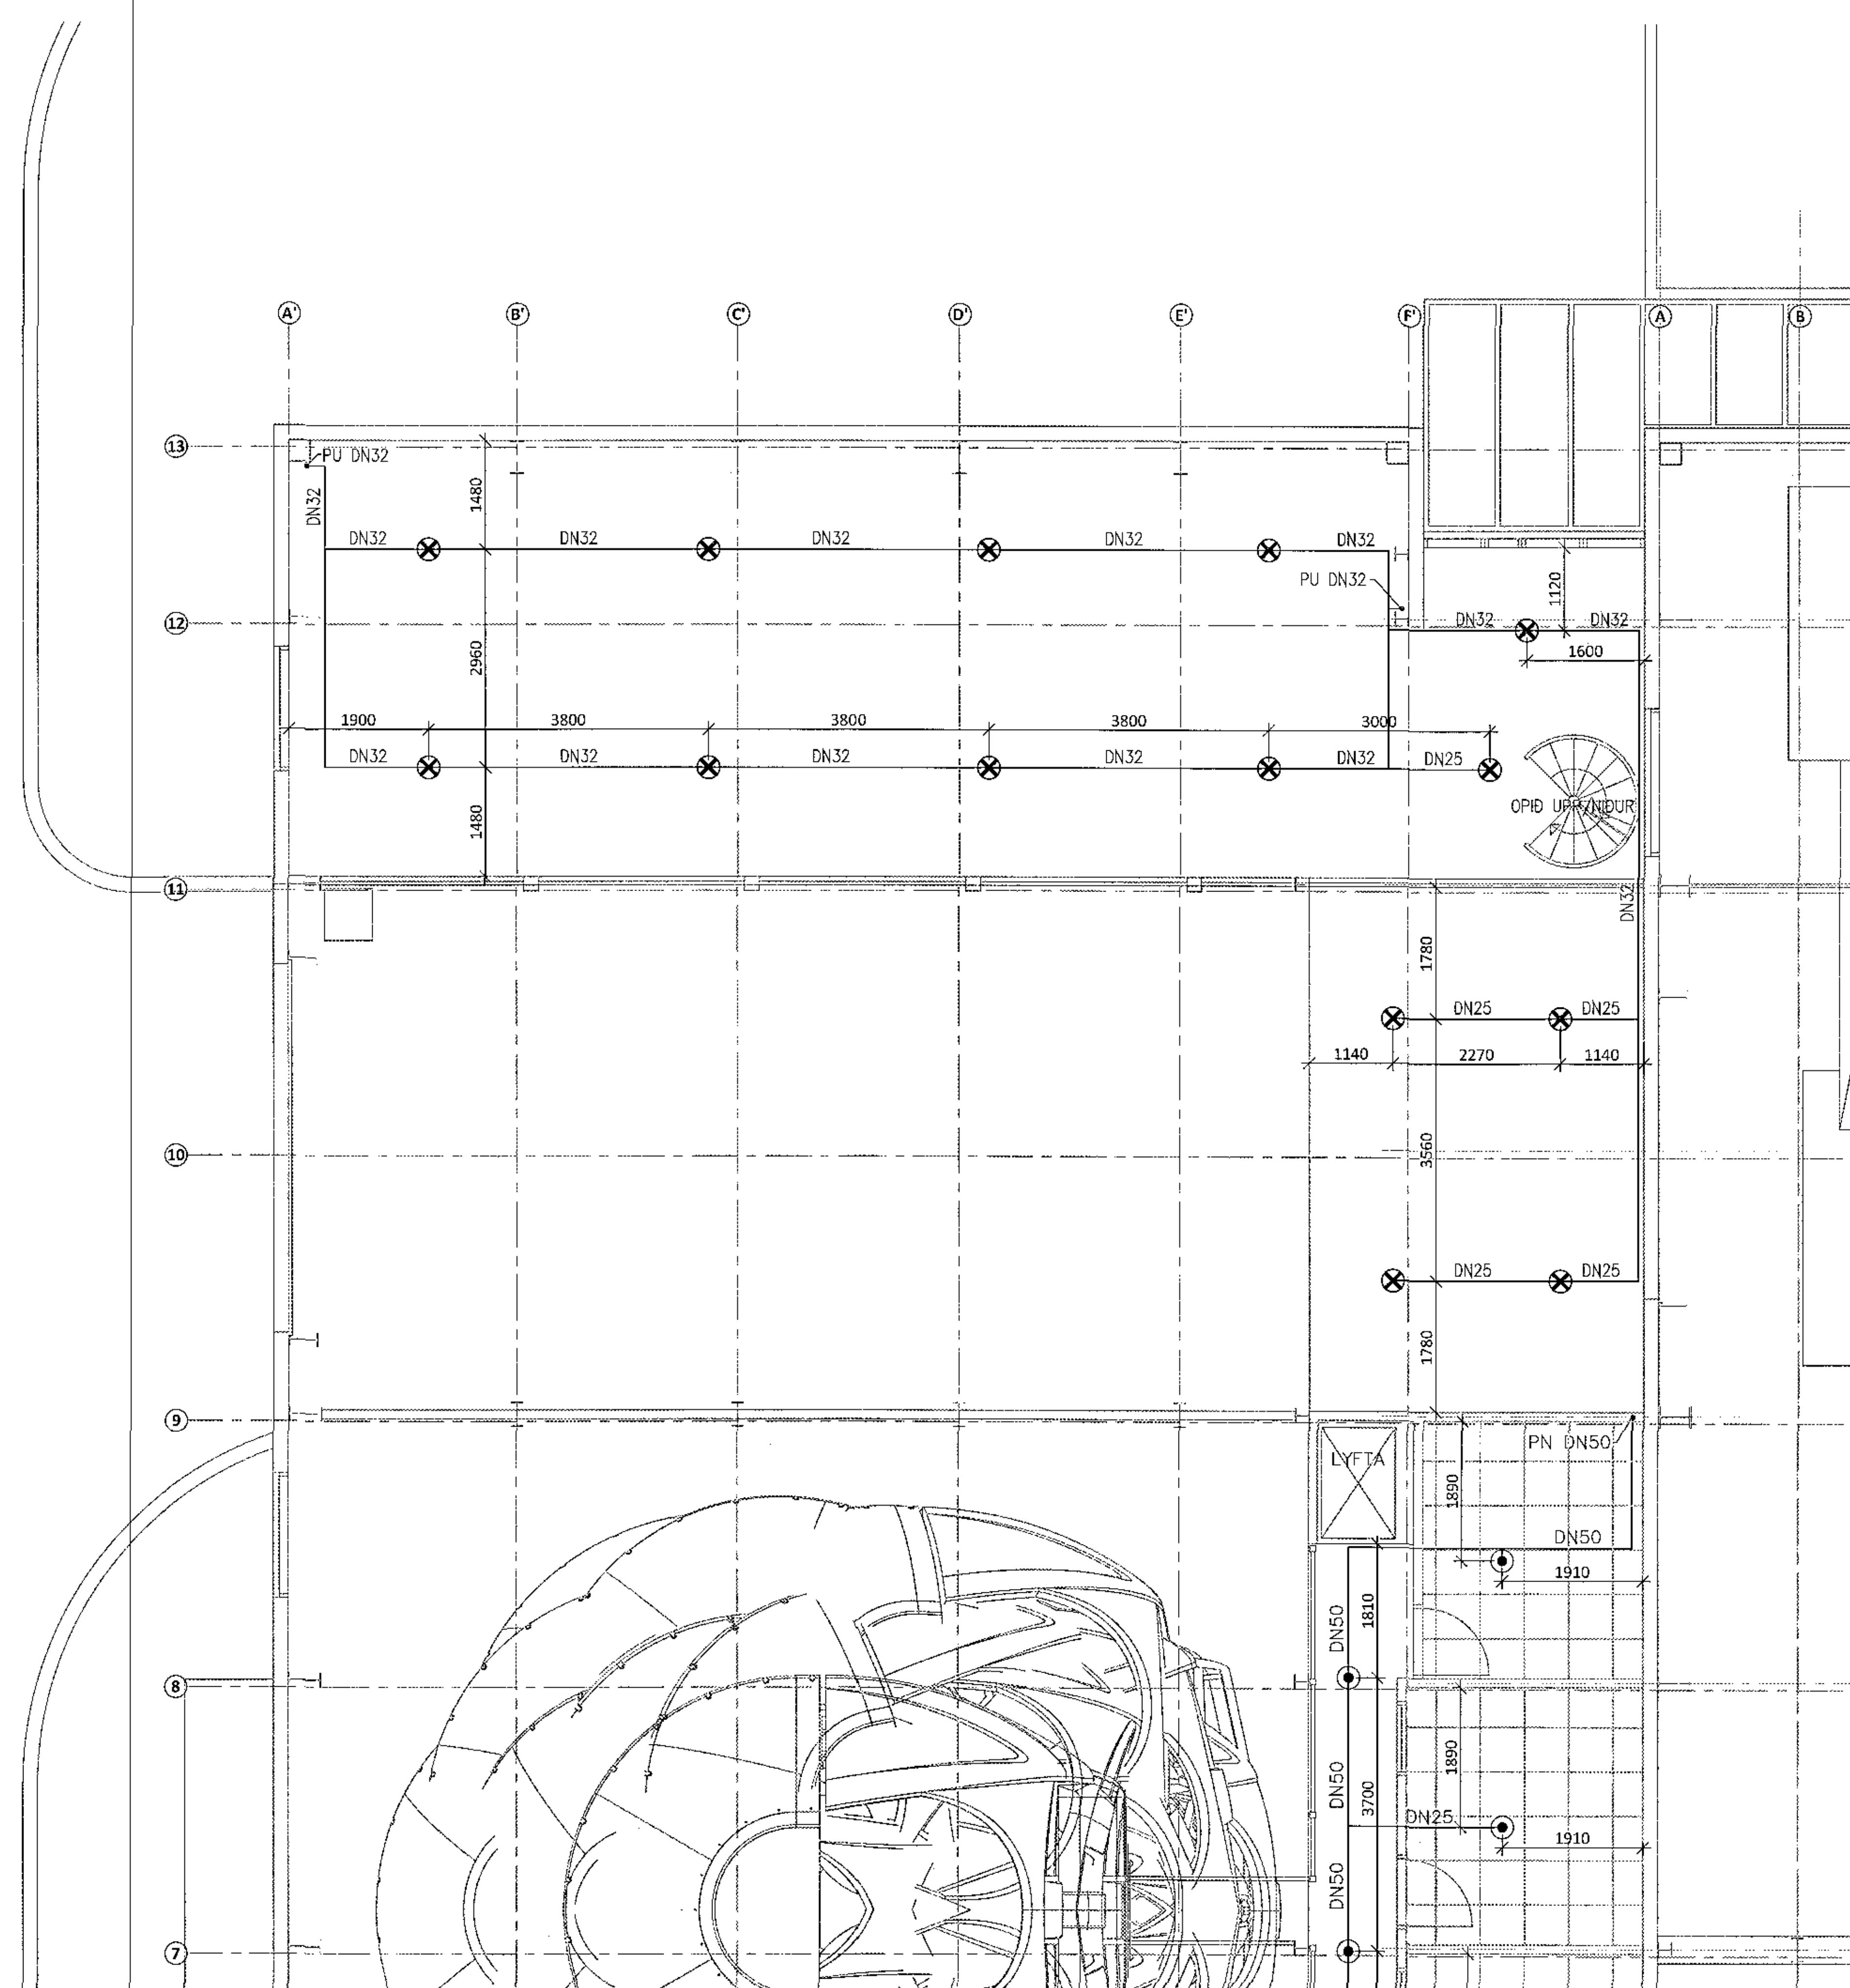 A' B' C' D' E' F' A B
13
PU DN32
DN32
1480
DN32 DN32 DN32 DN32 DN32
PU DN32
1120
12
DN32 DN32
1600
2960
1900 3800 3800 3800 3000
DN32 DN32 DN32 DN32 DN32 DN25
OPIÐ UPP/NIÐUR
1480
11
DN32
1780
DN25 DN25
1140 2270 1140
10
3560
DN25 DN25
1780
9
PN DN50
LYFTA
1890
DN50
1910
DN50
1810
8
1890
DN50
3700
DN25
1910
DN50
7